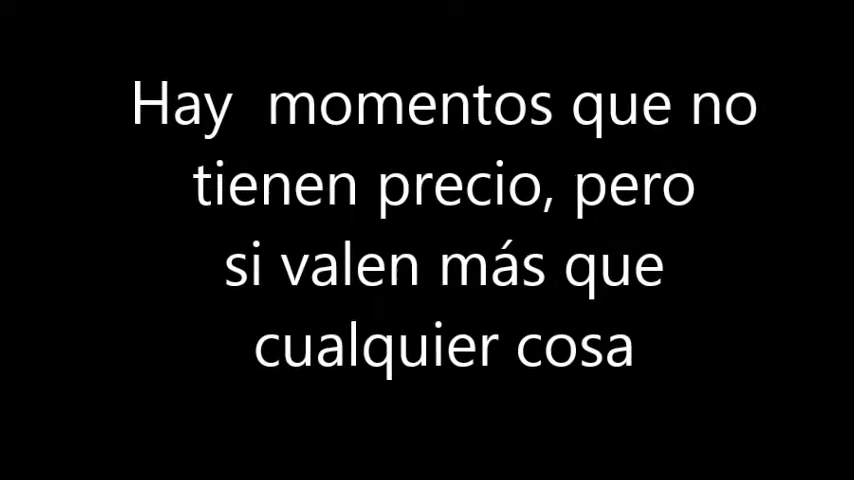 Hay  momentos que no
tienen precio, pero
si valen más que
cualquier cosa